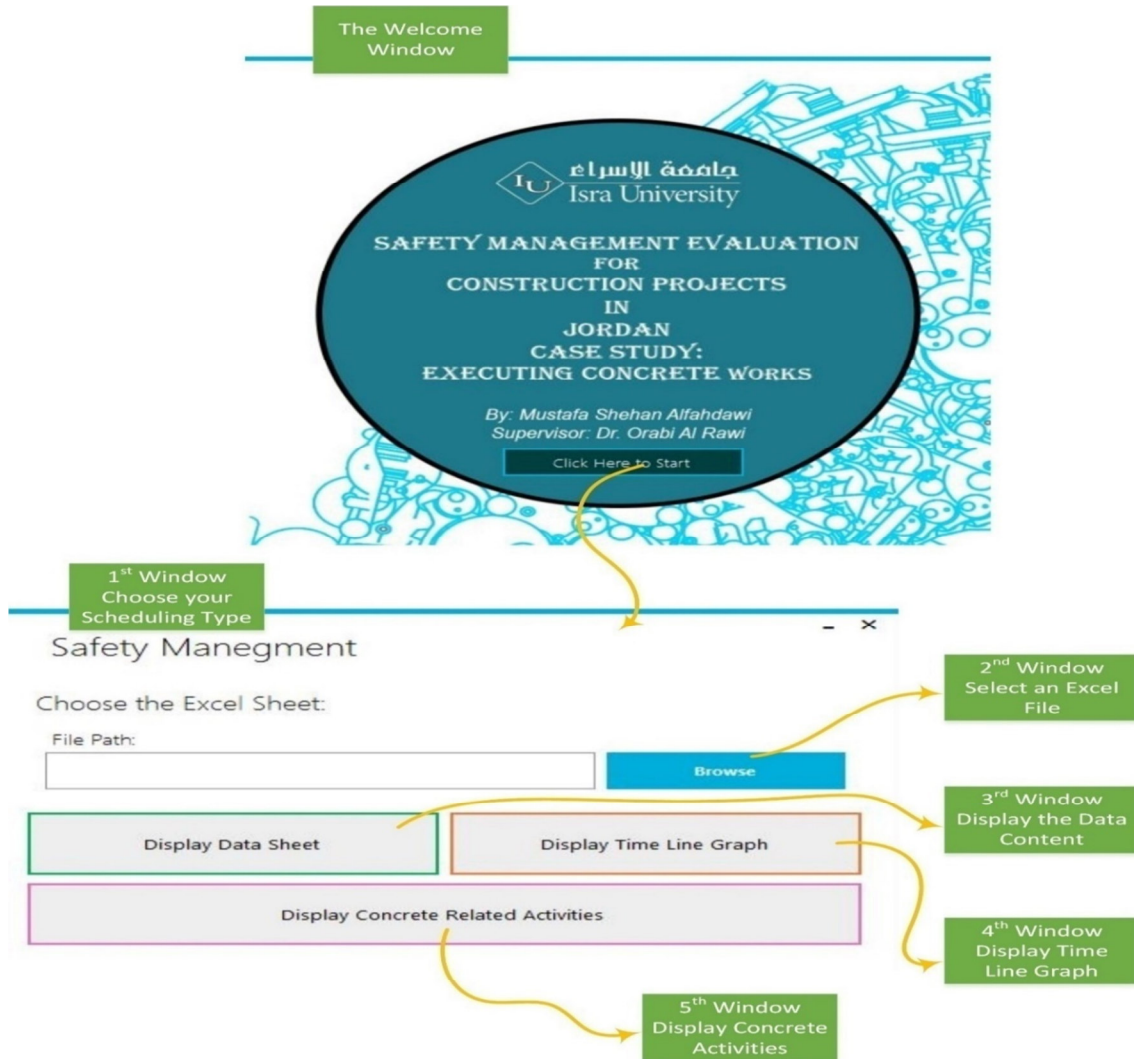 The Welcome
Window
جامعة الإسراء
IU
Isra University
SAFETY MANAGEMENT EVALUATION
FOR
CONSTRUCTION PROJECTS
IN
JORDAN
CASE STUDY:
EXECUTING CONCRETE WORKS
By: Mustafa Shehan Alfahdawi
Supervisor: Dr. Orabi Al Rawi
Click Here to Start
1st Window
Choose your
Scheduling Type
Safety Manegment
Choose the Excel Sheet:
File Path:
Browse
2nd Window
Select an Excel
File
Display Data Sheet
Display Time Line Graph
3rd Window
Display the Data
Content
Display Concrete Related Activities
4th Window
Display Time
Line Graph
5th Window
Display Concrete
Activities